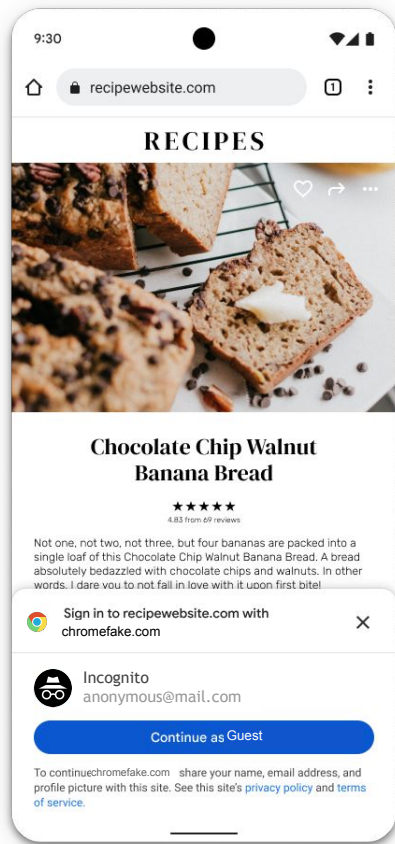 9:30
recipewebsite.com
1
RECIPES
Chocolate Chip Walnut
Banana Bread
★★★★★
4.83 from 69 reviews
Not one, not two, not three, but four bananas are packed into a
single loaf of this Chocolate Chip Walnut Banana Bread. A bread
absolutely bedazzled with chocolate chips and walnuts. In other
words, I dare you to not fall in love with it upon first bite!
Sign in to recipewebsite.com with
chromefake.com
Incognito
anonymous@mail.com
Continue as Guest
To continuechromefake.com share your name, email address, and
profile picture with this site. See this site's privacy policy and terms
of service.